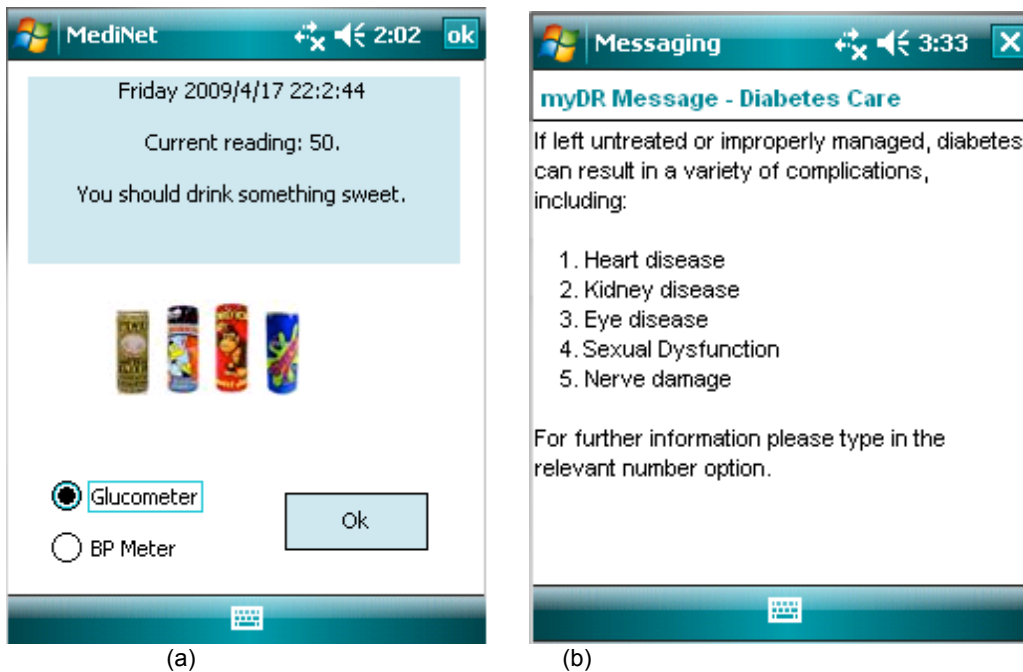 MediNet 2:02 ok
Friday 2009/4/17 22:2:44
Current reading: 50.
You should drink something sweet.
Glucometer
BP Meter
Ok
(a)
Messaging 3:33 X
myDR Message - Diabetes Care
If left untreated or improperly managed, diabetes
can result in a variety of complications,
including:
1. Heart disease
2. Kidney disease
3. Eye disease
4. Sexual Dysfunction
5. Nerve damage
For further information please type in the
relevant number option.
(b)